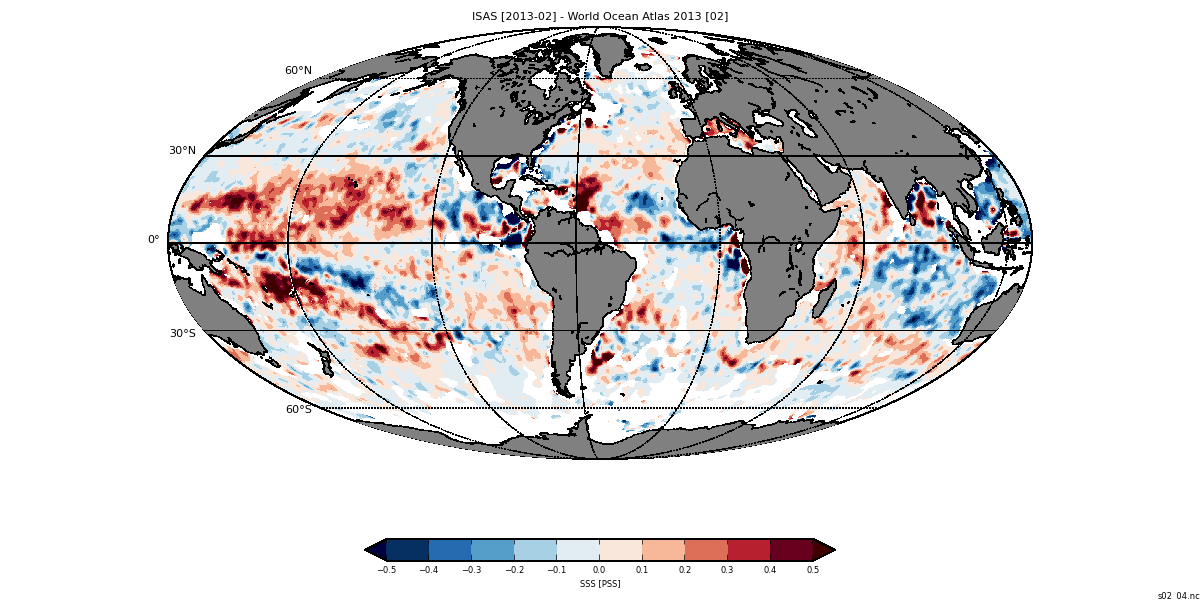 ISAS [2013-02] - World Ocean Atlas 2013 [02]
60°N
30°N
0°
30°S
60°S
−0.5 −0.4 −0.3 −0.2 −0.1 0.0 0.1 0.2 0.3 0.4 0.5
SSS [PSS]
s02_04.nc